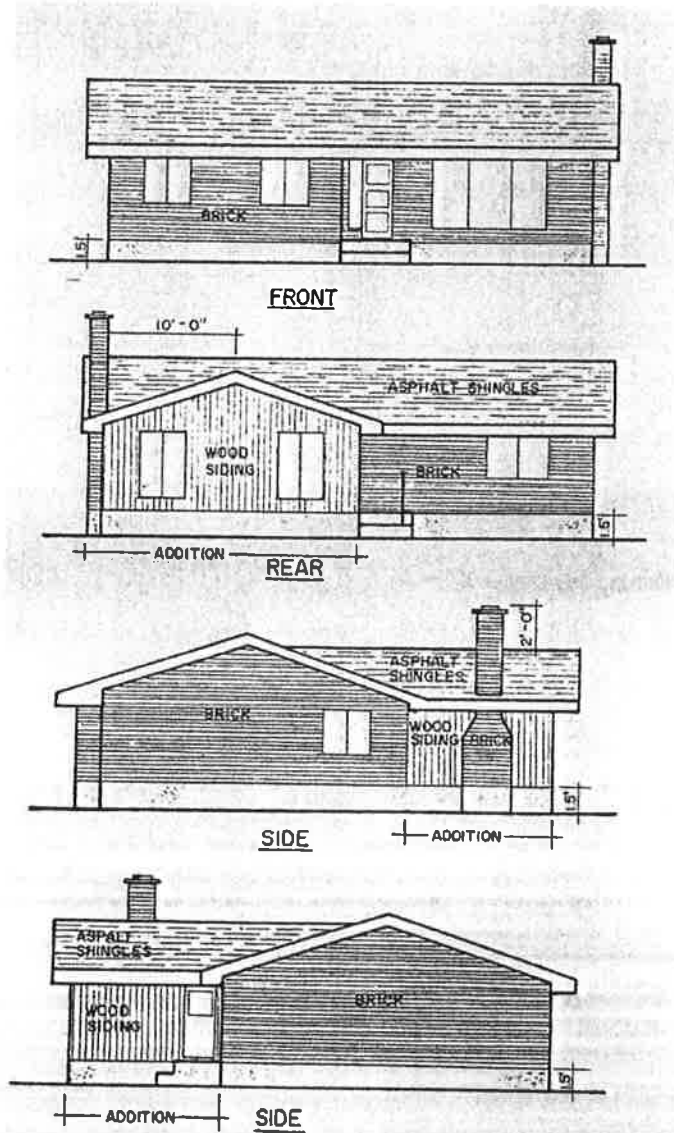 BRICK
1.5'
FRONT
10'-0"
ASPHALT SHINGLES
WOOD
SIDING
BRICK
1.5'
ADDITION
REAR
2'-0"
ASPHALT
SHINGLES
BRICK
WOOD
SIDING
BRICK
1.5'
SIDE
ADDITION
ASPALT
SHINGLES
WOOD
SIDING
BRICK
1.5'
ADDITION
SIDE